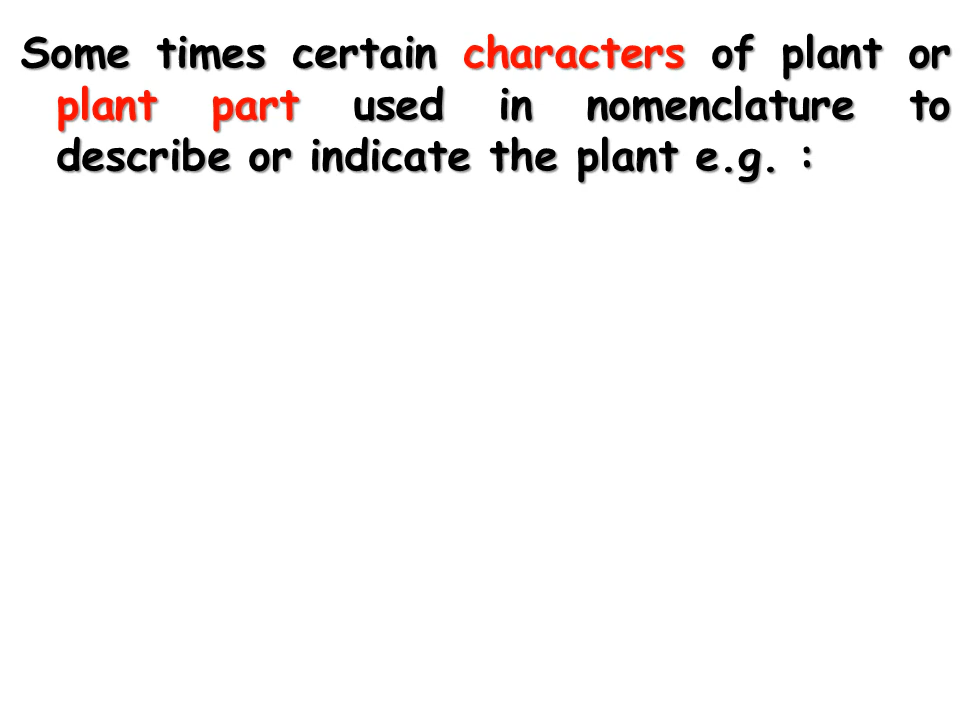 Some times certain characters of plant or
plant part used in nomenclature to
describe or indicate the plant e.g. :